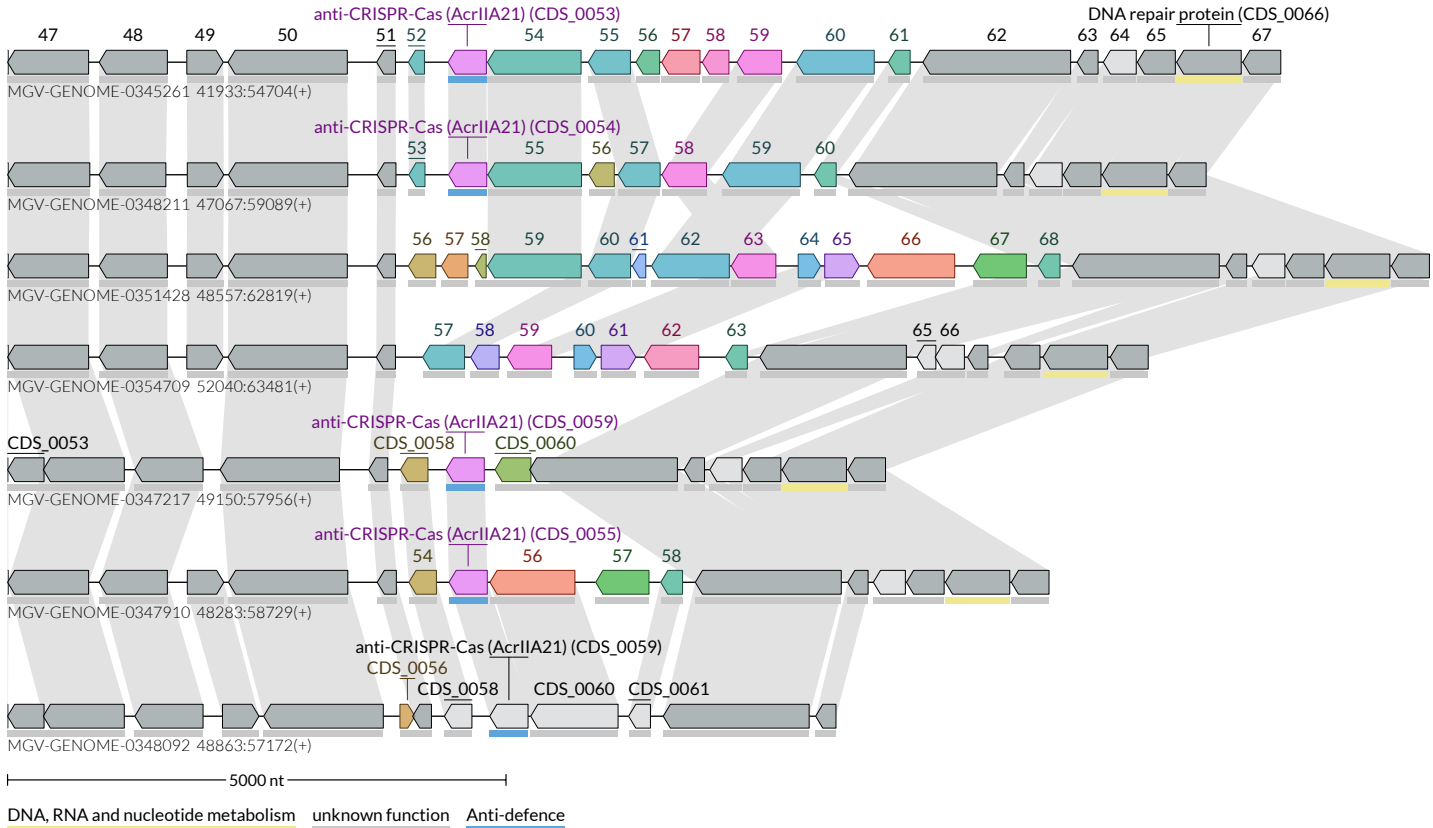 anti-CRISPR-Cas (AcrIIA21) (CDS_0053) DNA repair protein (CDS_0066)
47 48 49 50 51 52 54 55 56 57 58 59 60 61 62 63 64 65 67
MGV-GENOME-0345261 41933:54704(+)
anti-CRISPR-Cas (AcrIIA21) (CDS_0054)
53 55 56 57 58 59 60
MGV-GENOME-0348211 47067:59089(+)
56 57 58 59 60 61 62 63 64 65 66 67 68
MGV-GENOME-0351428 48557:62819(+)
57 58 59 60 61 62 63 65 66
MGV-GENOME-0354709 52040:63481(+)
anti-CRISPR-Cas (AcrIIA21) (CDS_0059)
CDS_0053 CDS_0058 CDS_0060
MGV-GENOME-0347217 49150:57956(+)
anti-CRISPR-Cas (AcrIIA21) (CDS_0055)
54 56 57 58
MGV-GENOME-0347910 48283:58729(+)
anti-CRISPR-Cas (AcrIIA21) (CDS_0059)
CDS_0056
CDS_0058 CDS_0060 CDS_0061
MGV-GENOME-0348092 48863:57172(+)
5000 nt
DNA, RNA and nucleotide metabolism unknown function Anti-defence